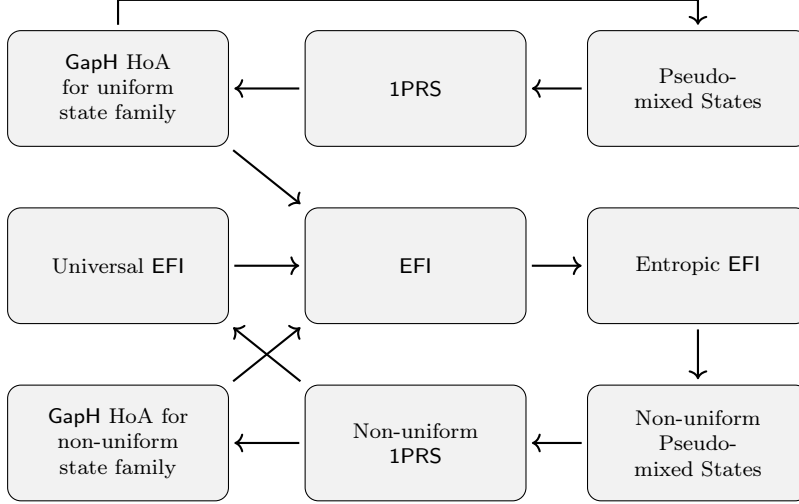 GapH HoA
for uniform
state family
1PRS
Pseudo-
mixed States
Universal EFI
EFI
Entropic EFI
GapH HoA for
non-uniform
state family
Non-uniform
1PRS
Non-uniform
Pseudo-
mixed States